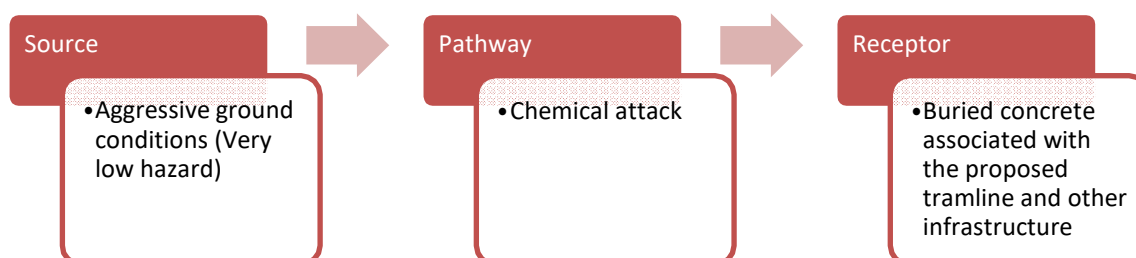 Source
•Aggressive ground
conditions (Very
low hazard)
Pathway
•Chemical attack
Receptor
•Buried concrete
associated with
the proposed
tramline and other
infrastructure